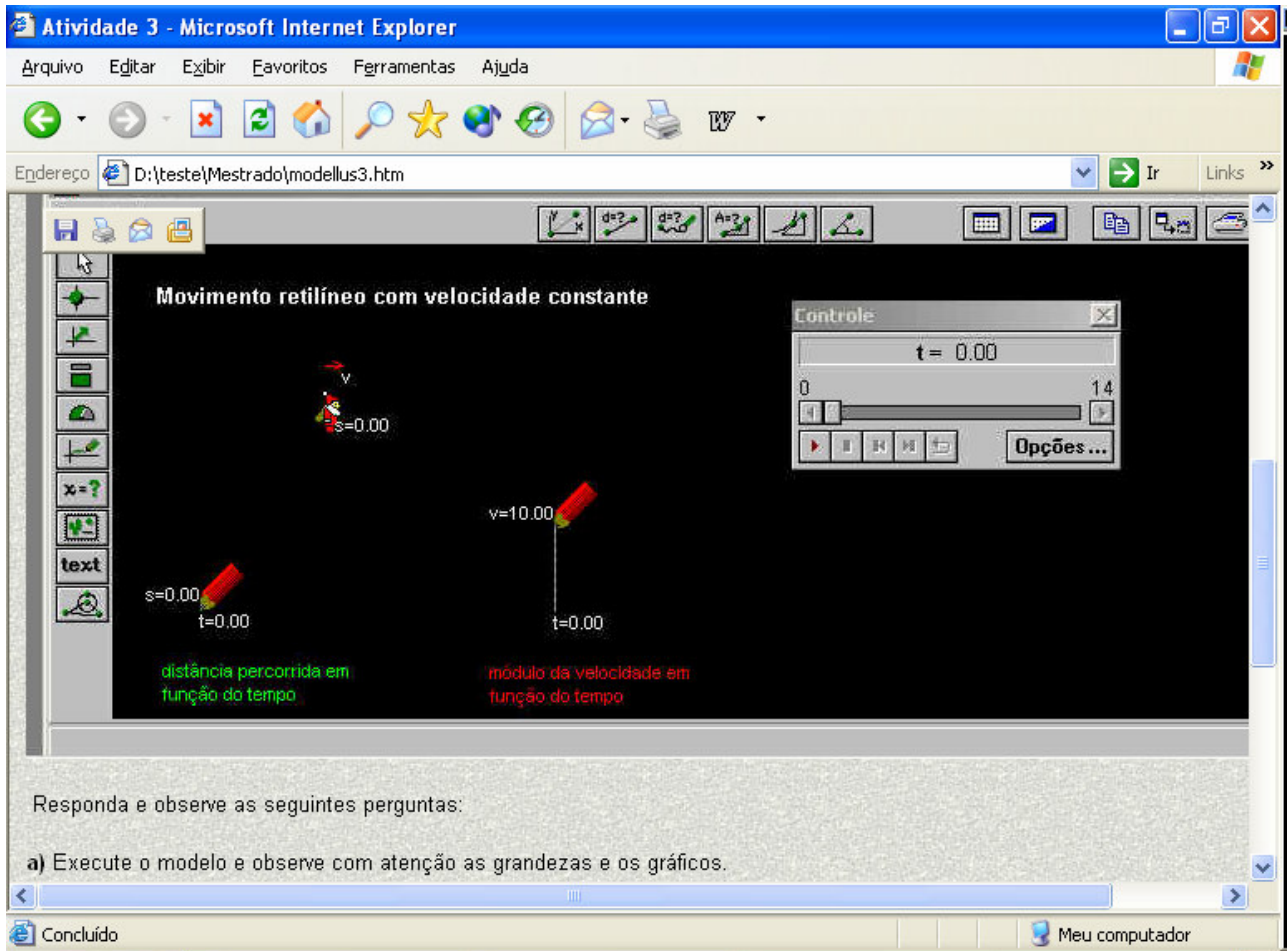 Atividade 3 - Microsoft Internet Explorer
Arquivo Editar Exibir Favoritos Ferramentas Ajuda
W
Endereço D:\teste\Mestrado\modellus3.htm Ir Links »
y x d=? d=? A=?
Movimento retilíneo com velocidade constante
Controle
t = 0.00
0 14
Opções...
v
s=0.00
x=?
text
v=10.00
t=0.00
s=0.00
t=0.00
distância percorrida em
função do tempo
módulo da velocidade em
função do tempo
Responda e observe as seguintes perguntas:
a) Execute o modelo e observe com atenção as grandezas e os gráficos.
Concluído Meu computador